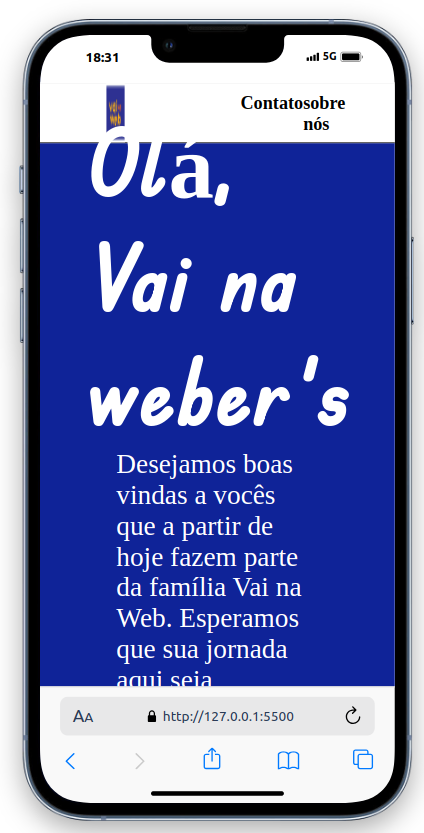 18:31
5G
vai
na
web
Contatosobre
nós
Olá,
Vai na
weber's
Desejamos boas
vindas a vocês
que a partir de
hoje fazem parte
da família Vai na
Web. Esperamos
que sua jornada
aqui seja
AA
http://127.0.0.1:5500